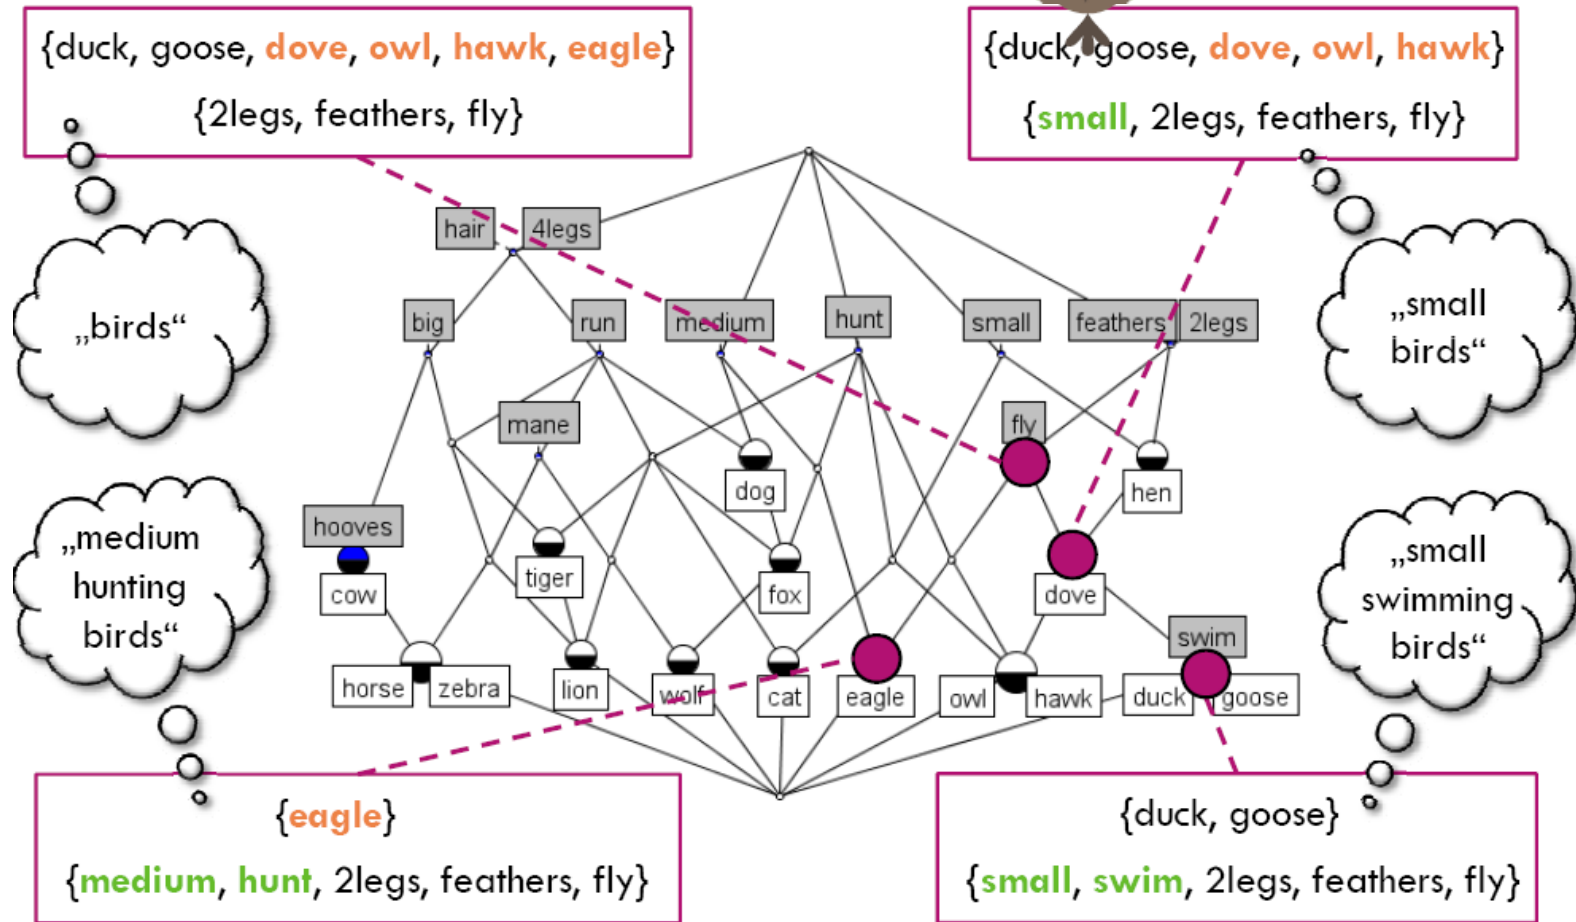 {duck, goose, dove, owl, hawk, eagle}
{2legs, feathers, fly}
{duck, goose, dove, owl, hawk}
{small, 2legs, feathers, fly}
„birds“
„small
birds“
hair
4legs
big
run
medium
hunt
small
feathers
2legs
mane
fly
dog
hen
hooves
cow
tiger
fox
dove
swim
horse
zebra
lion
wolf
cat
eagle
owl
hawk
duck
goose
„medium
hunting
birds“
„small
swimming
birds“
{eagle}
{medium, hunt, 2legs, feathers, fly}
{duck, goose}
{small, swim, 2legs, feathers, fly}